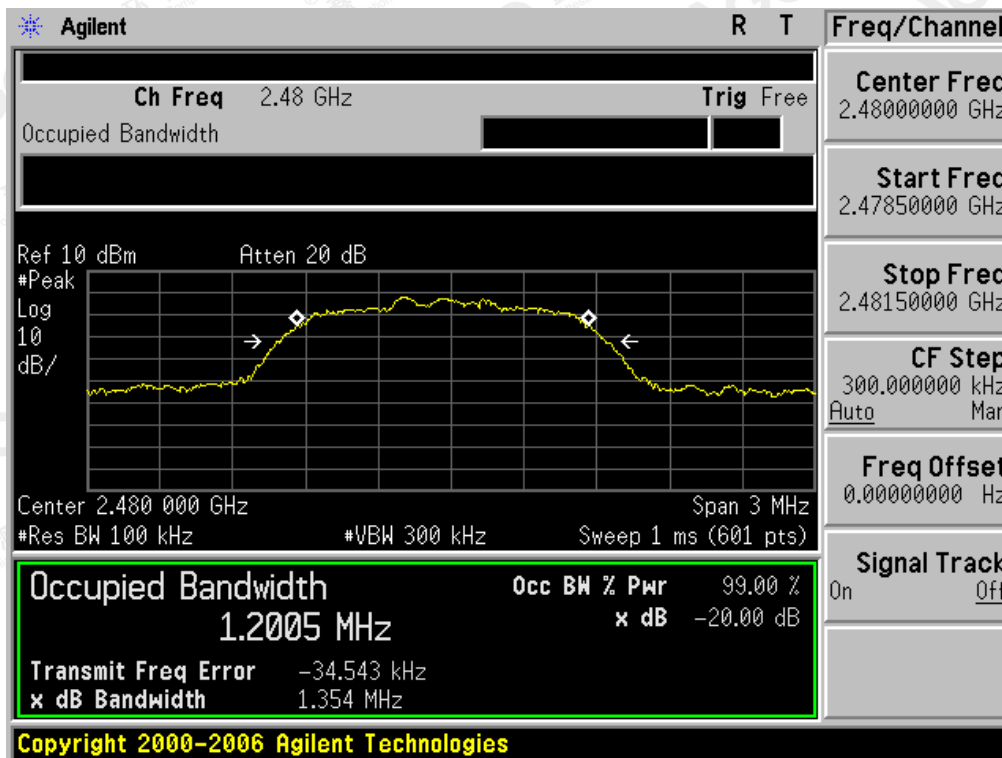 Agilent R T Freq/Channel
Ch Freq 2.48 GHz Trig Free
Occupied Bandwidth
Center Freq
2.48000000 GHz
Start Freq
2.47850000 GHz
Stop Freq
2.48150000 GHz
CF Step
300.000000 kHz
Auto Man
Freq Offset
0.00000000 Hz
Signal Track
On Off
Ref 10 dBm Atten 20 dB
#Peak
Log
10
dB/
Center 2.480 000 GHz Span 3 MHz
#Res BW 100 kHz #VBW 300 kHz Sweep 1 ms (601 pts)
Occupied Bandwidth Occ BW % Pwr 99.00 %
1.2005 MHz x dB -20.00 dB
Transmit Freq Error -34.543 kHz
x dB Bandwidth 1.354 MHz
Copyright 2000-2006 Agilent Technologies